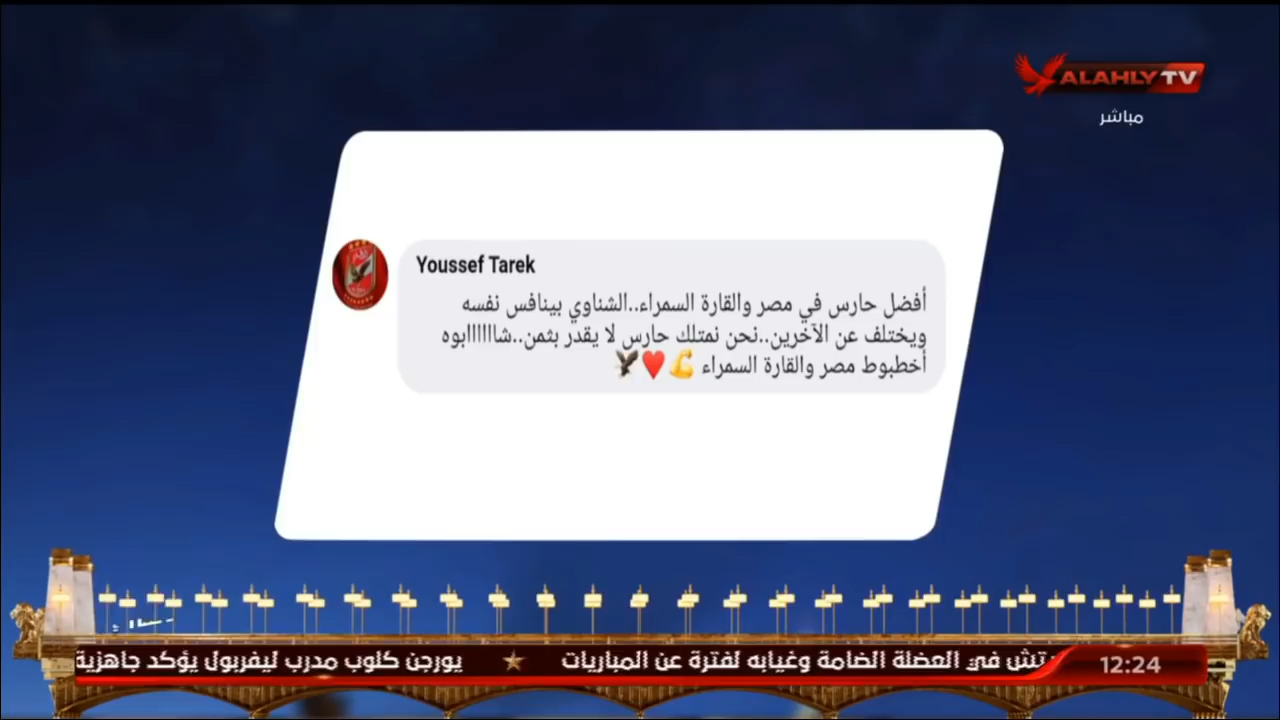 ALAHLY TV
مباشر
Youssef Tarek
أفضل حارس في مصر والقارة السمراء..الشناوي بينافس نفسه
ويختلف عن الآخرين..نحن نمتلك حارس لا يقدر بثمن..شااااااابوه
أخطبوط مصر والقارة السمراء 💪❤️🦅
تش في العضلة الضامة وغيابه لفترة عن المباريات ★ يورجن كلوب مدرب ليفربول يؤكد جاهزية
12:24